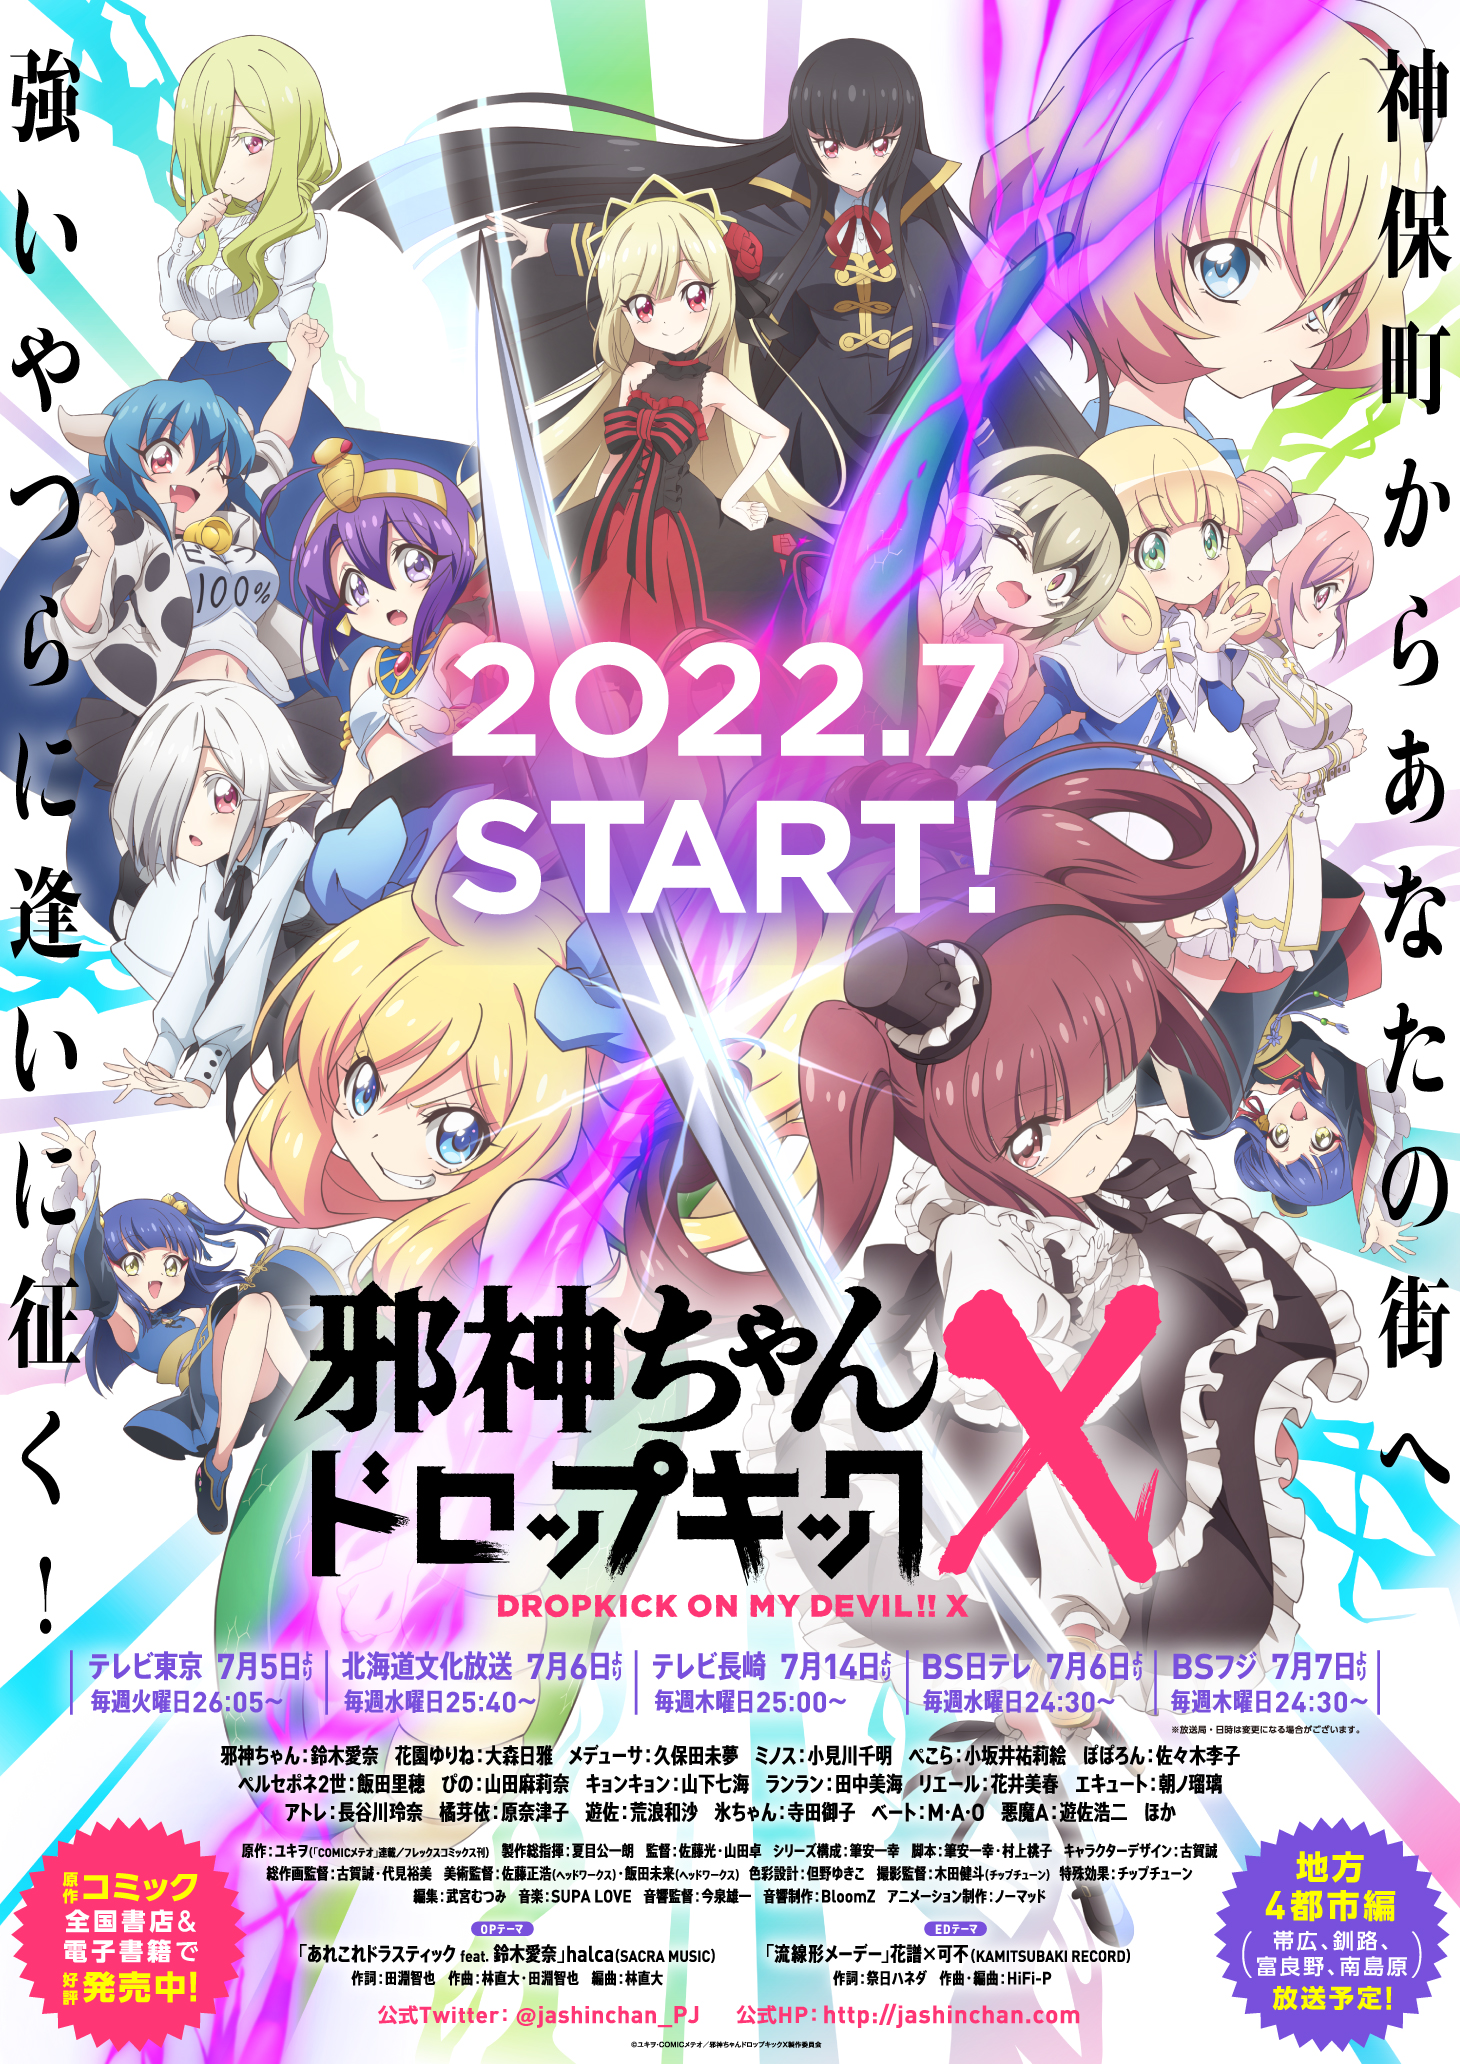 神保町からあなたの街へ
強いやつらに逢いに征く!
100%
2022.7
START!
邪神ちゃん
ドロップキックX
DROPKICK ON MY DEVIL!! X
テレビ東京 7月5日より
毎週火曜日26:05~
北海道文化放送 7月6日より
毎週水曜日25:40~
テレビ長崎 7月14日より
毎週木曜日25:00~
BS日テレ 7月6日より
毎週水曜日24:30~
BSフジ 7月7日より
毎週木曜日24:30~
※放送局・日時は変更になる場合がございます。
邪神ちゃん:鈴木愛奈 花園ゆりね:大森日雅 メデューサ:久保田未夢 ミノス:小見川千明 ぺこら:小坂井祐莉絵 ぽぽろん:佐々木李子
ペルセポネ2世:飯田里穂 ぴの:山田麻莉奈 キョンキョン:山下七海 ランラン:田中美海 リエール:花井美春 エキュート:朝ノ瑠璃
アトレ:長谷川玲奈 橘芽依:原奈津子 遊佐:荒浪和沙 氷ちゃん:寺田御子 ベート:M・A・O 悪魔A:遊佐浩二 ほか
原作:ユキヲ(「COMICメテオ」連載/フレックスコミックス刊) 製作総指揮:夏目公一朗 監督:佐藤光・山田卓 シリーズ構成:筆安一幸 脚本:筆安一幸・村上桃子 キャラクターデザイン:古賀誠
総作画監督:古賀誠・代見裕美 美術監督:佐藤正浩(ヘッドワークス)・飯田未来(ヘッドワークス) 色彩設計:但野ゆきこ 撮影監督:木田健斗(チップチューン) 特殊効果:チップチューン
編集:武宮むつみ 音楽:SUPA LOVE 音響監督:今泉雄一 音響制作:BloomZ アニメーション制作:ノーマッド
OPテーマ
「あれこれドラスティック feat. 鈴木愛奈」halca(SACRA MUSIC)
作詞:田淵智也 作曲:林直大・田淵智也 編曲:林直大
EDテーマ
「流線形メーデー」花譜×可不(KAMITSUBAKI RECORD)
作詞:祭日ハネダ 作曲・編曲:HiFi-P
公式Twitter: @jashinchan_PJ 公式HP:http://jashinchan.com
原作コミック
全国書店&
電子書籍で
好評発売中!
地方
4都市編
(帯広、釧路、
富良野、南島原)
放送予定!
©ユキヲ・COMICメテオ/邪神ちゃんドロップキックX製作委員会